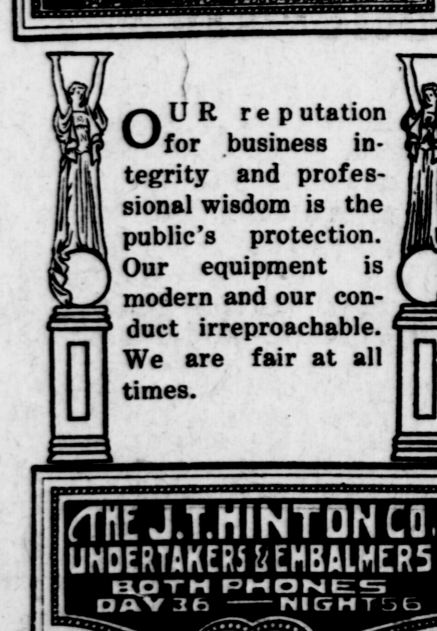 OUR reputation
for business in-
tegrity and profes-
sional wisdom is the
public's protection.
Our equipment is
modern and our con-
duct irreproachable.
We are fair at all
times.
THE J.T. HINTON CO.
UNDERTAKERS & EMBALMERS
BOTH PHONES
DAY 36 — NIGHT 56